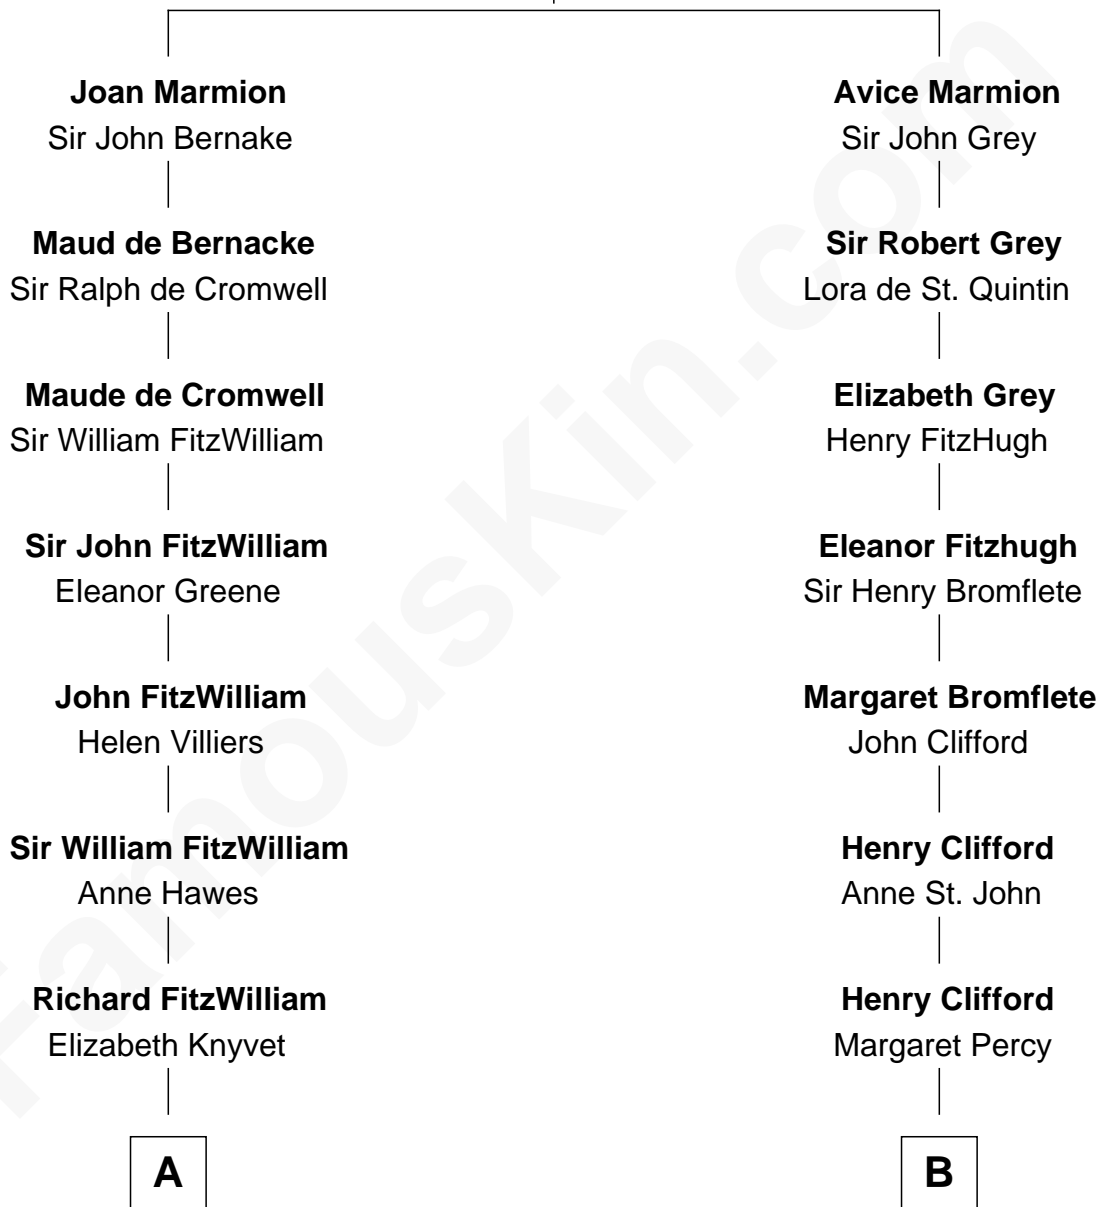 Joan Marmion
Sir John Bernake
Maud de Bernacke
Sir Ralph de Cromwell
Maude de Cromwell
Sir William FitzWilliam
Sir John FitzWilliam
Eleanor Greene
John FitzWilliam
Helen Villiers
Sir William FitzWilliam
Anne Hawes
Richard FitzWilliam
Elizabeth Knyvet
A
Avice Marmion
Sir John Grey
Sir Robert Grey
Lora de St. Quintin
Elizabeth Grey
Henry FitzHugh
Eleanor Fitzhugh
Sir Henry Bromflete
Margaret Bromflete
John Clifford
Henry Clifford
Anne St. John
Henry Clifford
Margaret Percy
B
FamousKin.com